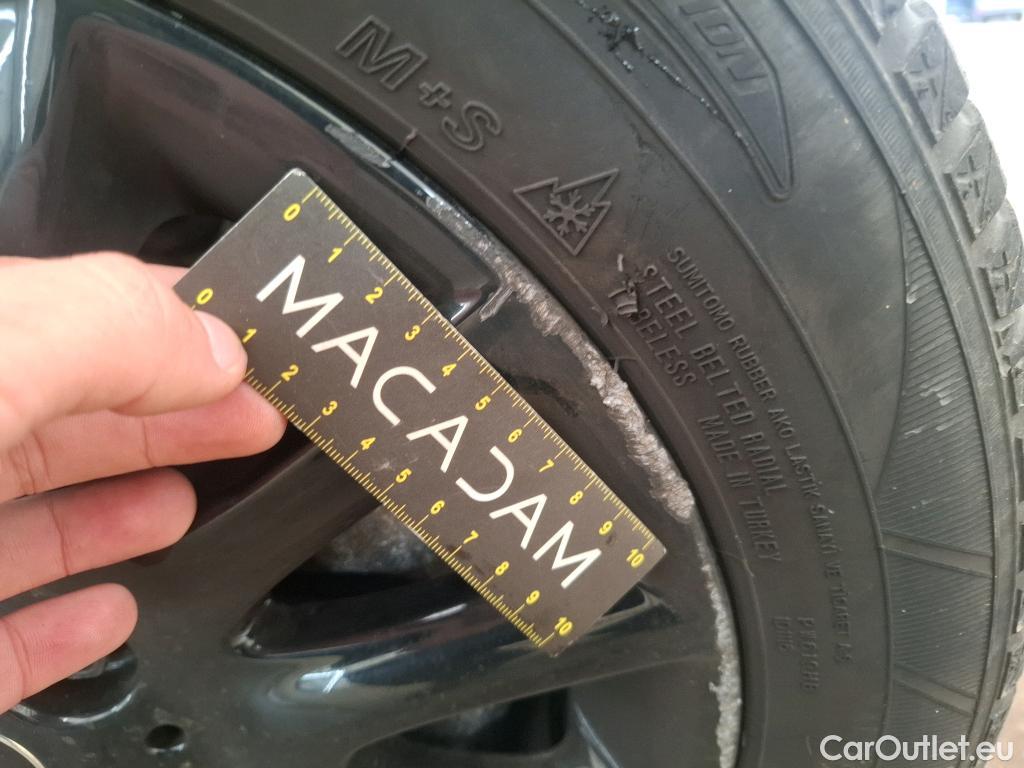 M+S
ION
SUMITOMO RUBBER AKO LASTİK SANAYİ VE TİCARET AŞ
STEEL BELTED RADIAL MADE IN TURKEY
TUBELESS
0 1 2 3 4 5 6 7 8 9 10
MACADAM
0 1 2 3 4 5 6 7 8 9 10
CarOutlet.eu